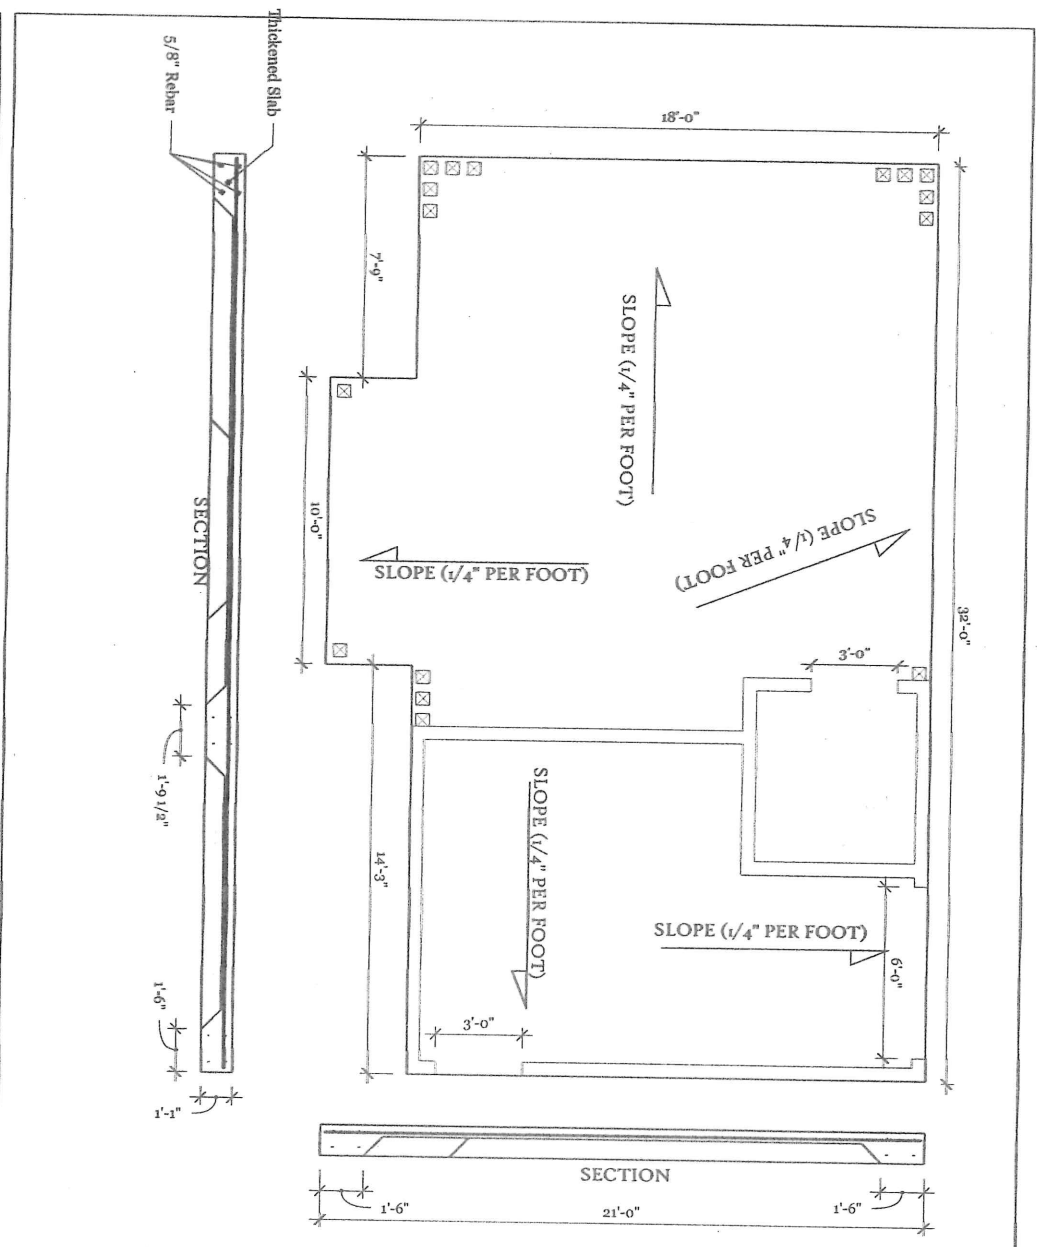 Thickened Slab
5/8" Rebar
18'-0"
7'-9"
SLOPE (1/4" PER FOOT)
SECTION
10'-0"
SLOPE (1/4" PER FOOT)
SLOPE (1/4" PER FOOT)
32'-0"
3'-0"
1'-9 1/2"
14'-3"
SLOPE (1/4" PER FOOT)
SLOPE (1/4" PER FOOT)
6'-0"
1'-6"
3'-0"
1'-1"
SECTION
1'-6"
1'-6"
21'-0"